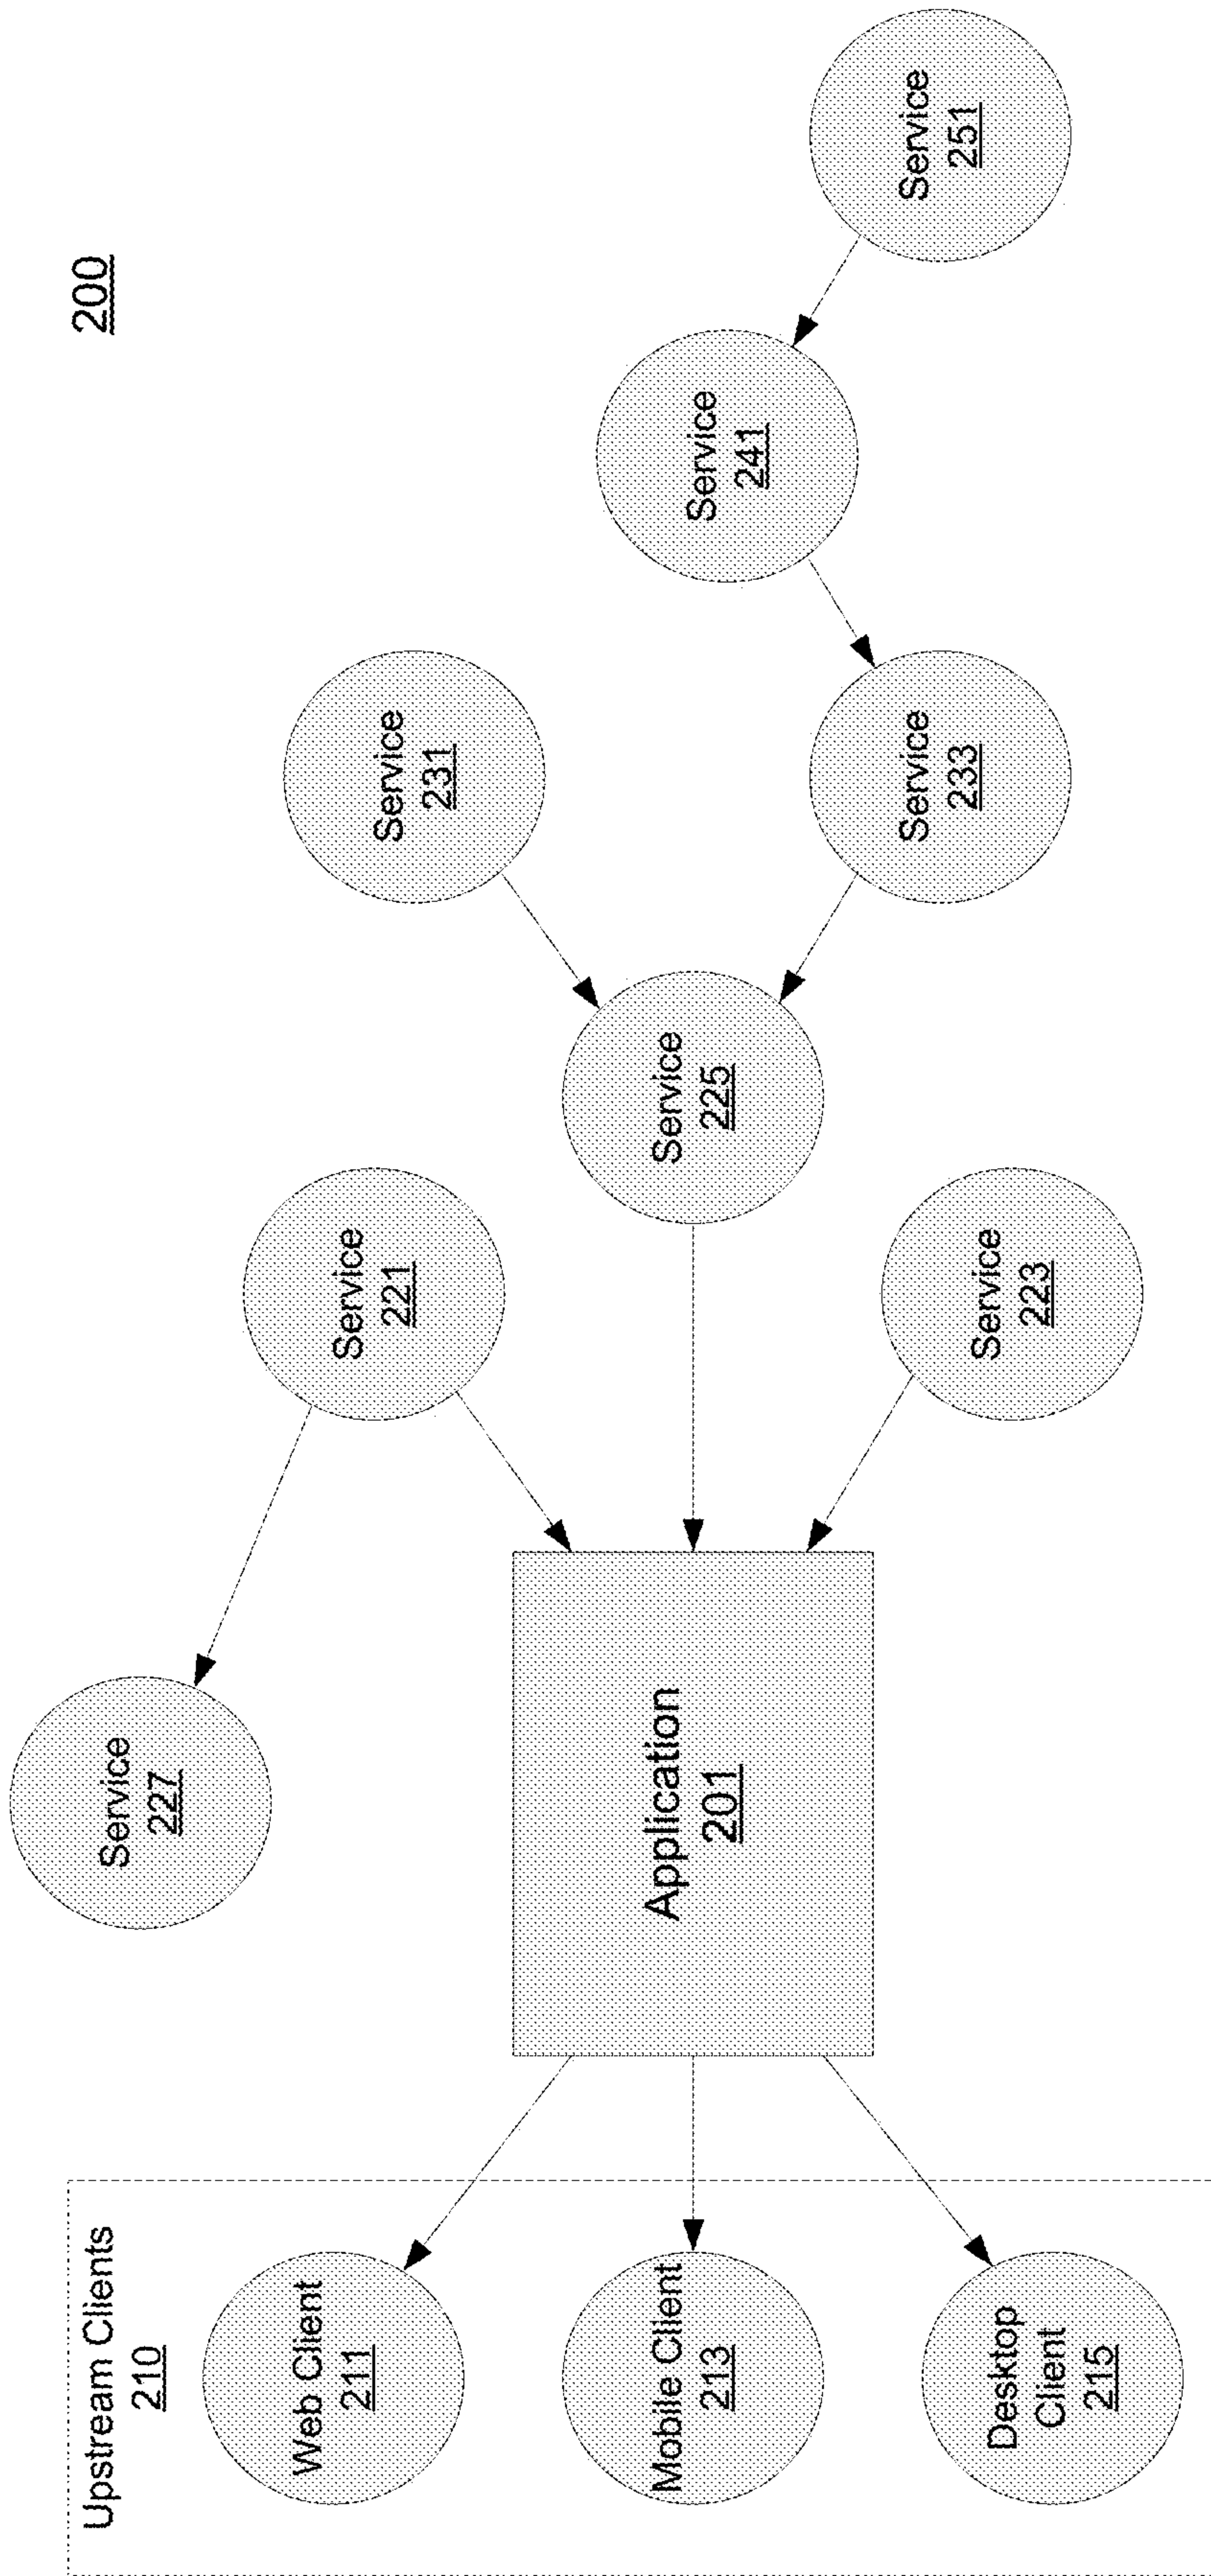 200
Upstream Clients
210
Web Client
211
Mobile Client
213
Desktop
Client
215
Application
201
Service
227
Service
221
Service
223
Service
225
Service
231
Service
233
Service
241
Service
251